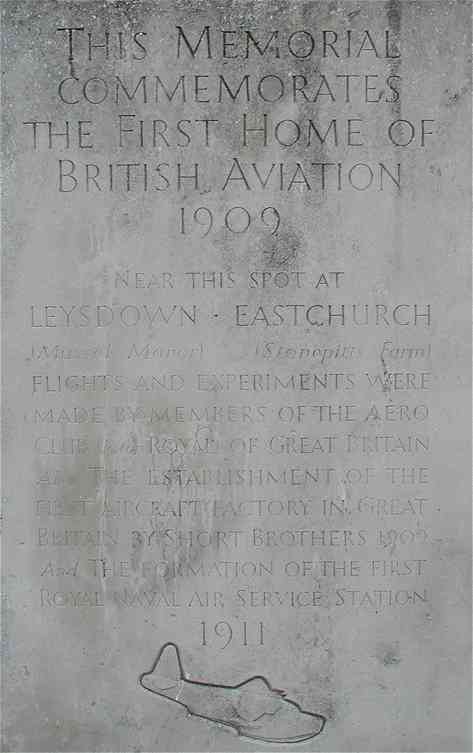 THIS MEMORIAL
COMMEMORATES
THE FIRST HOME OF
BRITISH AVIATION
1909
NEAR THIS SPOT AT
LEYSDOWN · EASTCHURCH
(Mussel Manor) (Stonepitts Farm)
FLIGHTS AND EXPERIMENTS WERE
MADE BY MEMBERS OF THE AERO
CLUB (later ROYAL) OF GREAT BRITAIN
Also THE ESTABLISHMENT OF THE
FIRST AIRCRAFT FACTORY IN GREAT
BRITAIN BY SHORT BROTHERS 1909
And THE FORMATION OF THE FIRST
ROYAL NAVAL AIR SERVICE STATION
1911